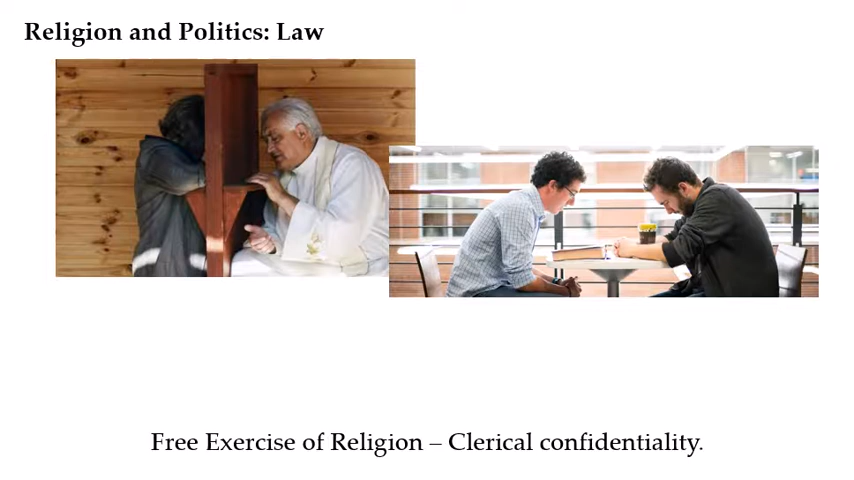 Religion and Politics: Law
Free Exercise of Religion – Clerical confidentiality.